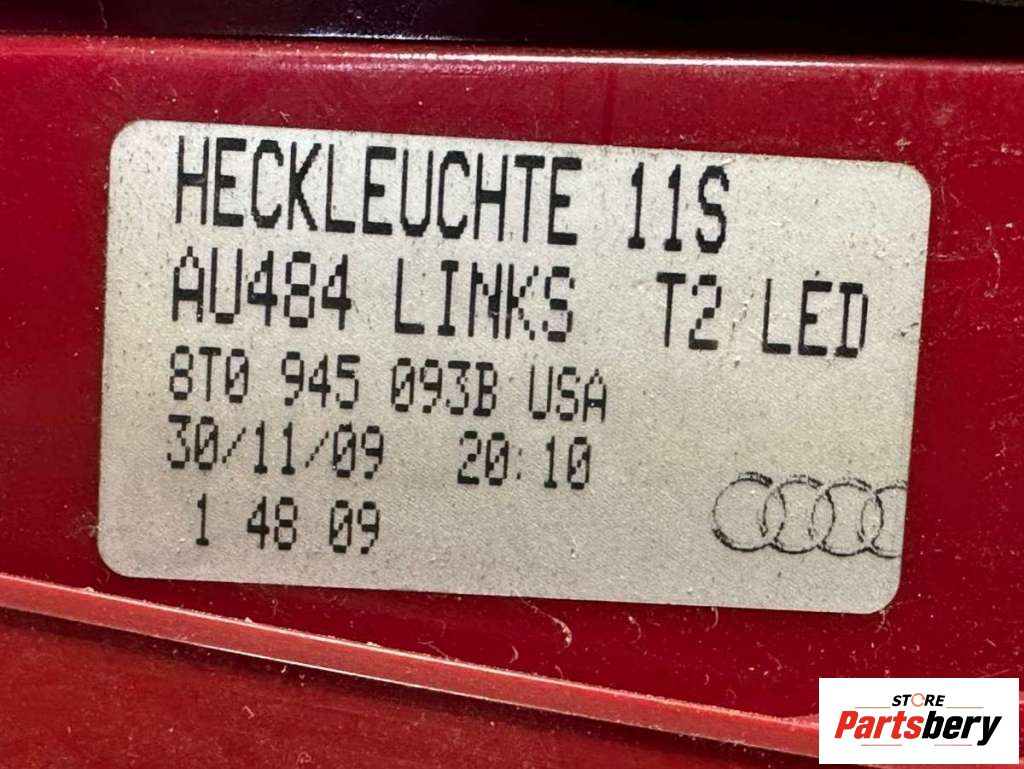 HECKLEUCHTE 11S
AU484 LINKS T2 LED
8T0 945 093B USA
30/11/09 20:10
1 48 09
STORE
Partsbery